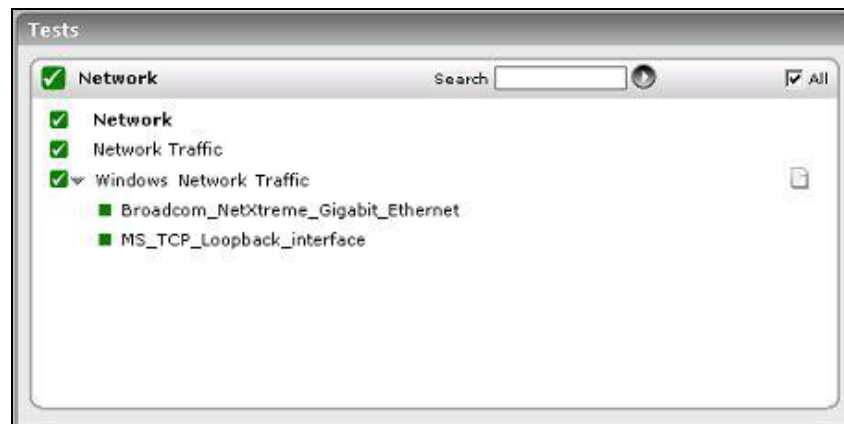 Tests
Network Search All
Network
Network Traffic
Windows Network Traffic
Broadcom_NetXtreme_Gigabit_Ethernet
MS_TCP_Loopback_interface